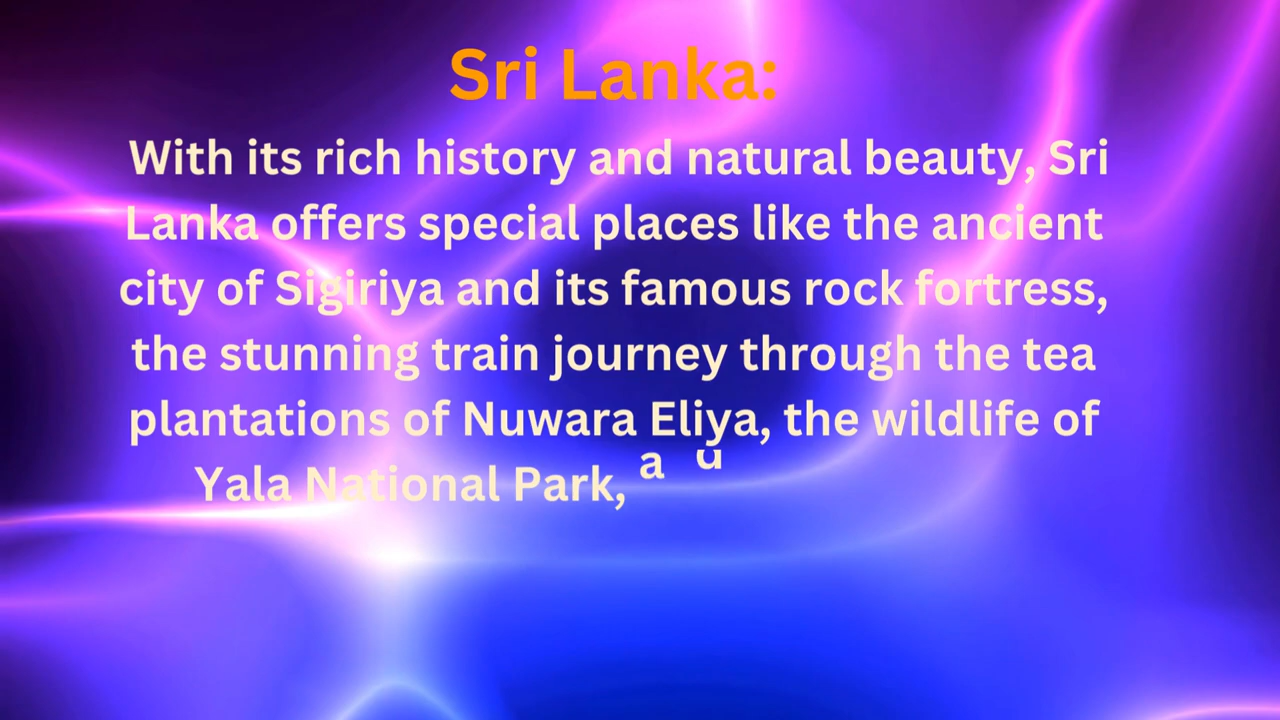 Sri Lanka:
With its rich history and natural beauty, Sri
Lanka offers special places like the ancient
city of Sigiriya and its famous rock fortress,
the stunning train journey through the tea
plantations of Nuwara Eliya, the wildlife of
Yala National Park, a